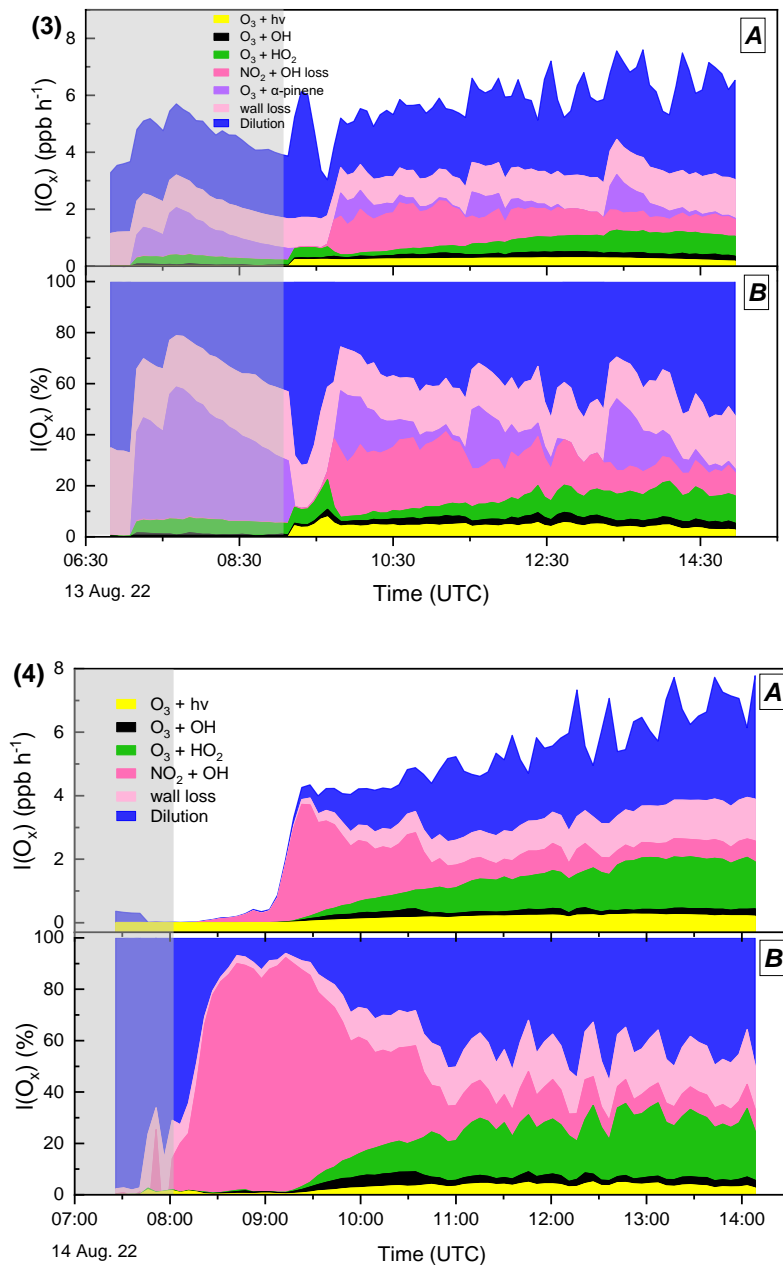 (3)
O₃ + hv
O₃ + OH
O₃ + HO₂
NO₂ + OH loss
O₃ + α-pinene
wall loss
Dilution
A
8
6
4
2
0
I(Oₓ) (ppb h⁻¹)
B
100
80
60
40
20
0
I(Oₓ) (%)
06:30 08:30 10:30 12:30 14:30
13 Aug. 22 Time (UTC)
(4)
O₃ + hv
O₃ + OH
O₃ + HO₂
NO₂ + OH
wall loss
Dilution
A
8
6
4
2
0
I(Oₓ) (ppb h⁻¹)
B
100
80
60
40
20
0
I(Oₓ) (%)
07:00 08:00 09:00 10:00 11:00 12:00 13:00 14:00
14 Aug. 22 Time (UTC)